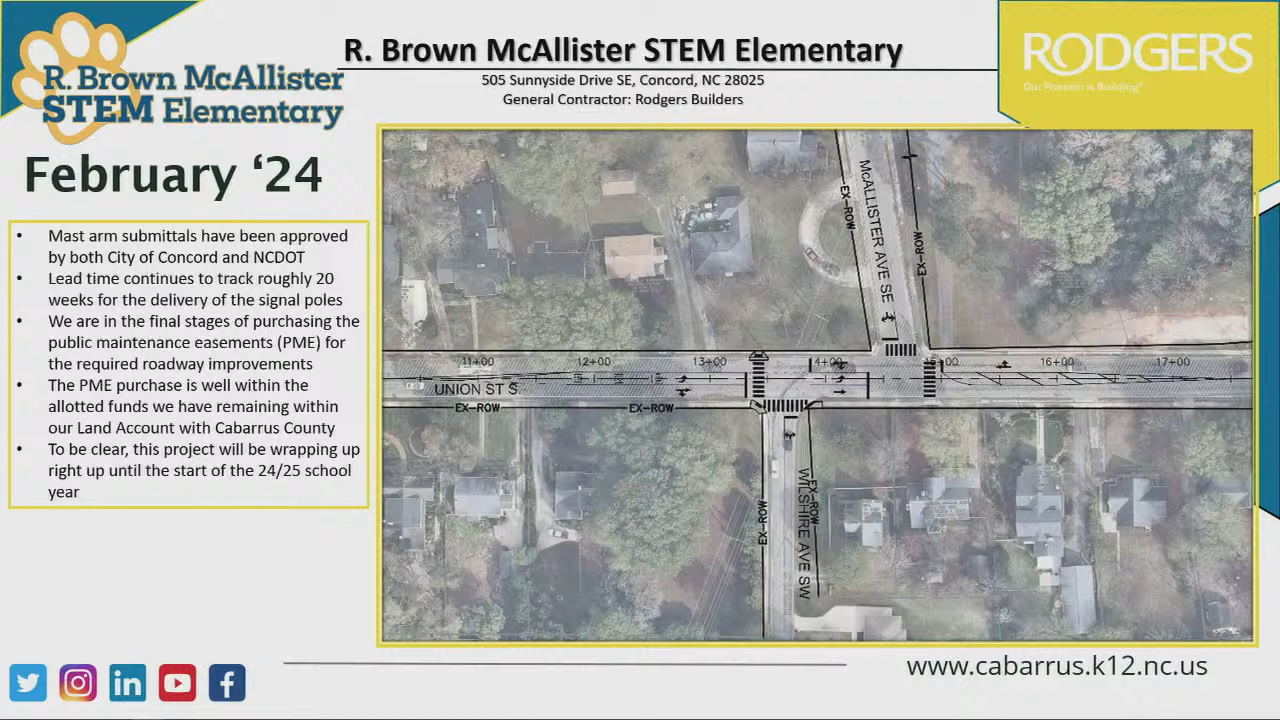 R. Brown McAllister
STEM Elementary
R. Brown McAllister STEM Elementary
505 Sunnyside Drive SE, Concord, NC 28025
General Contractor: Rodgers Builders
RODGERS
Our Passion is Building®
February ‘24
• Mast arm submittals have been approved
by both City of Concord and NCDOT
• Lead time continues to track roughly 20
weeks for the delivery of the signal poles
• We are in the final stages of purchasing the
public maintenance easements (PME) for
the required roadway improvements
• The PME purchase is well within the
allotted funds we have remaining within
our Land Account with Cabarrus County
• To be clear, this project will be wrapping up
right up until the start of the 24/25 school
year
EX-ROW
McALLISTER AVE SE
EX-ROW
11+00 12+00 13+00 14+00 15+00 16+00 17+00
UNION ST S.
EX-ROW EX-ROW
EX-ROW
WILSHIRE AVE SW
EX-ROW
www.cabarrus.k12.nc.us